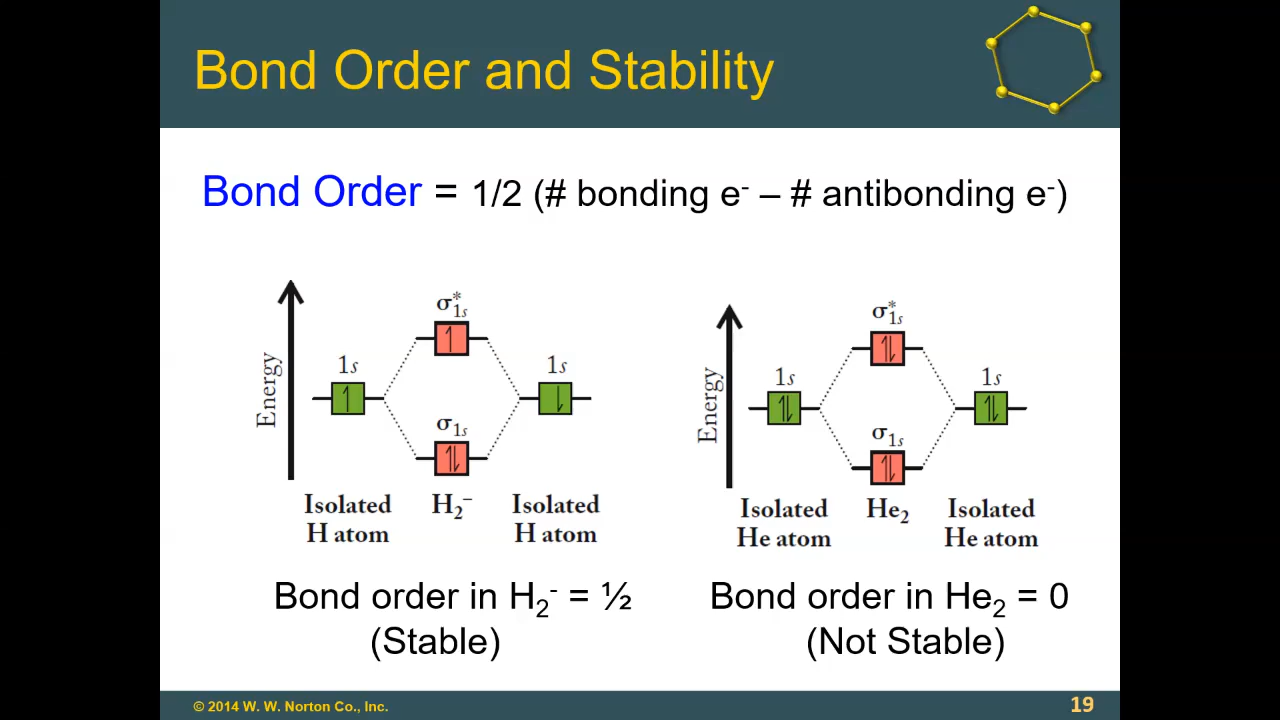 Bond Order and Stability
Bond Order = 1/2 (# bonding e⁻ – # antibonding e⁻)
Energy
σ*1s
1s
1s
σ1s
Isolated H atom
H₂⁻
Isolated H atom
Energy
σ*1s
1s
1s
σ1s
Isolated He atom
He₂
Isolated He atom
Bond order in H₂⁻ = ½
(Stable)
Bond order in He₂ = 0
(Not Stable)
© 2014 W. W. Norton Co., Inc.
19